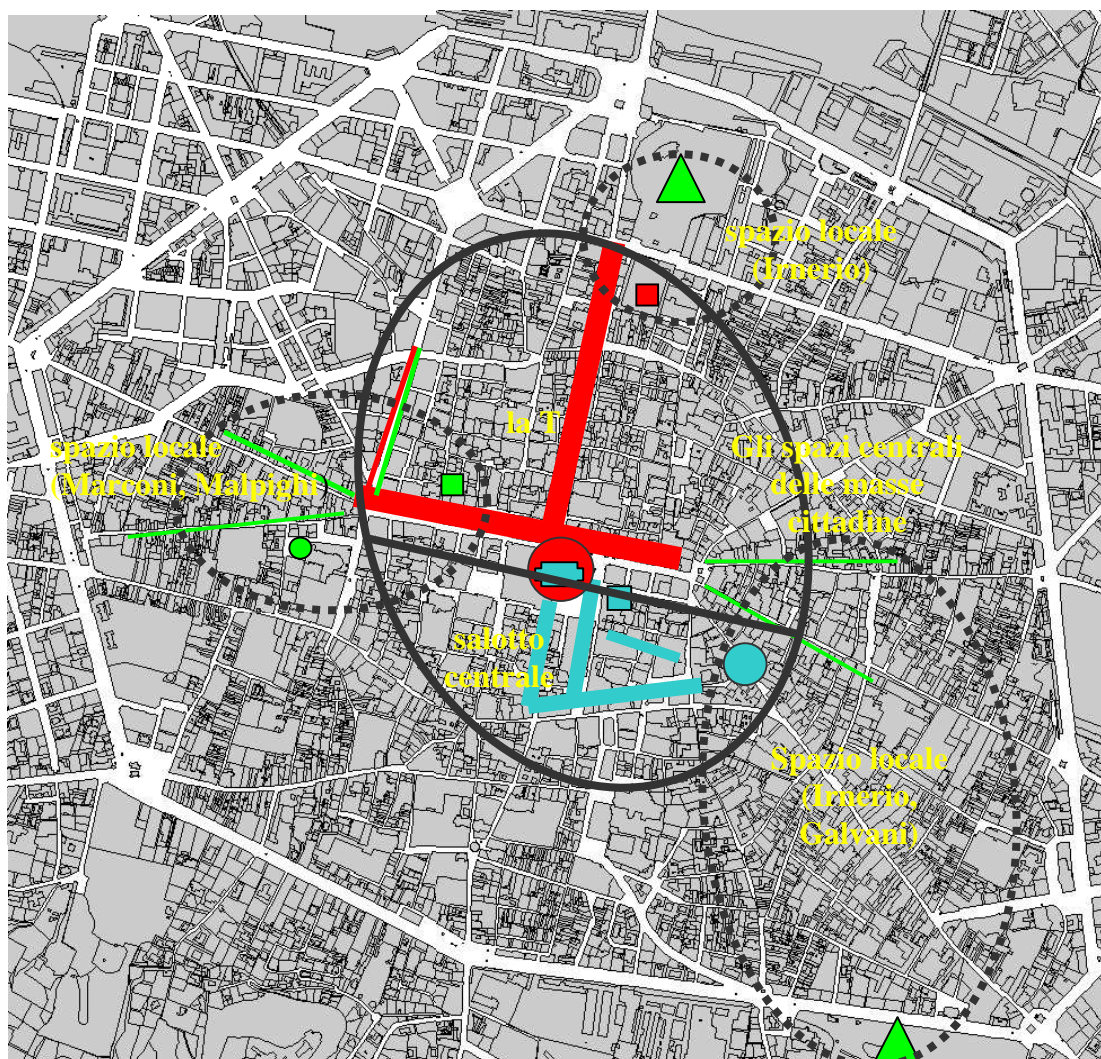 spazio locale
(Irnerio)
la T
spazio locale
(Marconi, Malpighi
Gli spazi centrali
delle masse
cittadine
salotto
centrale
Spazio locale
(Irnerio,
Galvani)